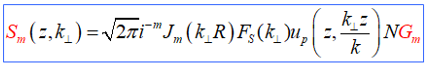 S_m (z, k_⊥) = √2π i^{-m} J_m (k_⊥ R) F_S (k_⊥) u_p (z, k_⊥ z / k) N G_m